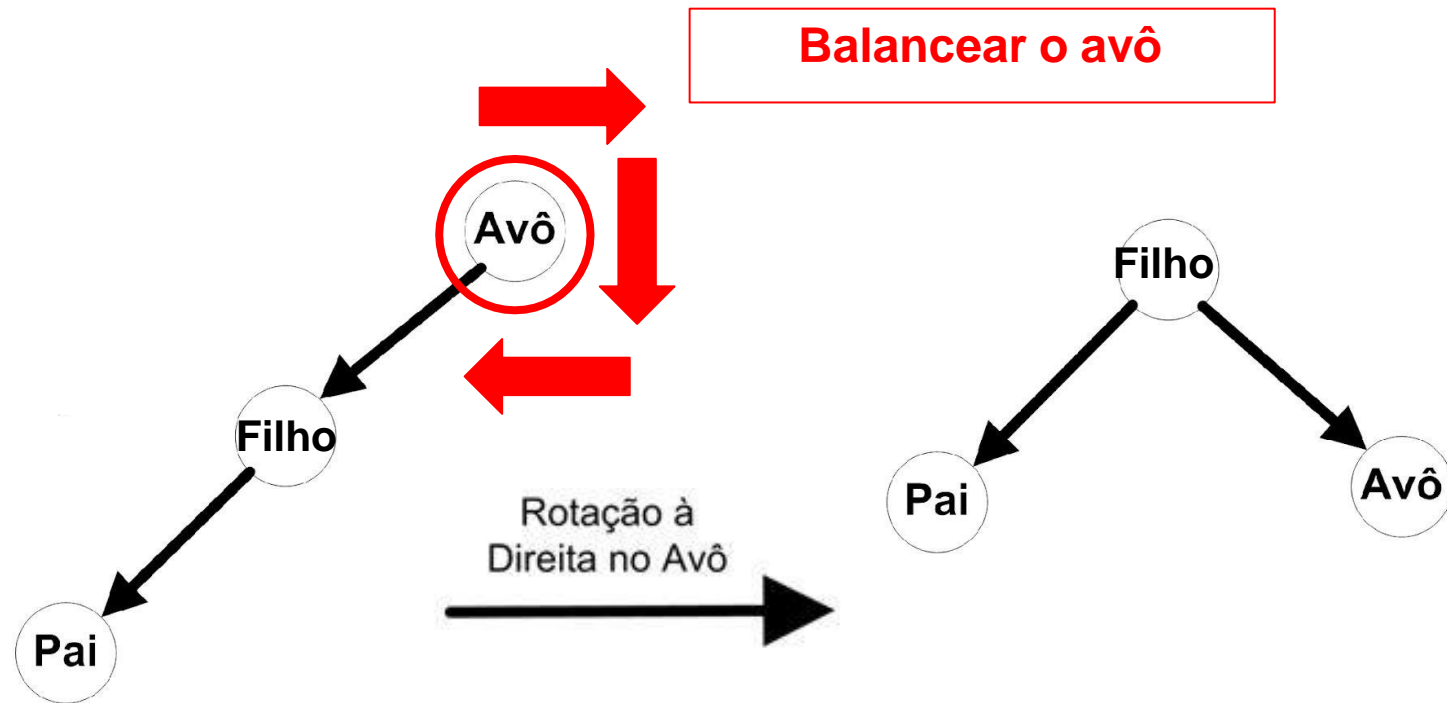 Balancear o avô
Avô
Filho
Filho
Pai
Avô
Rotação à
Direita no Avô
Pai